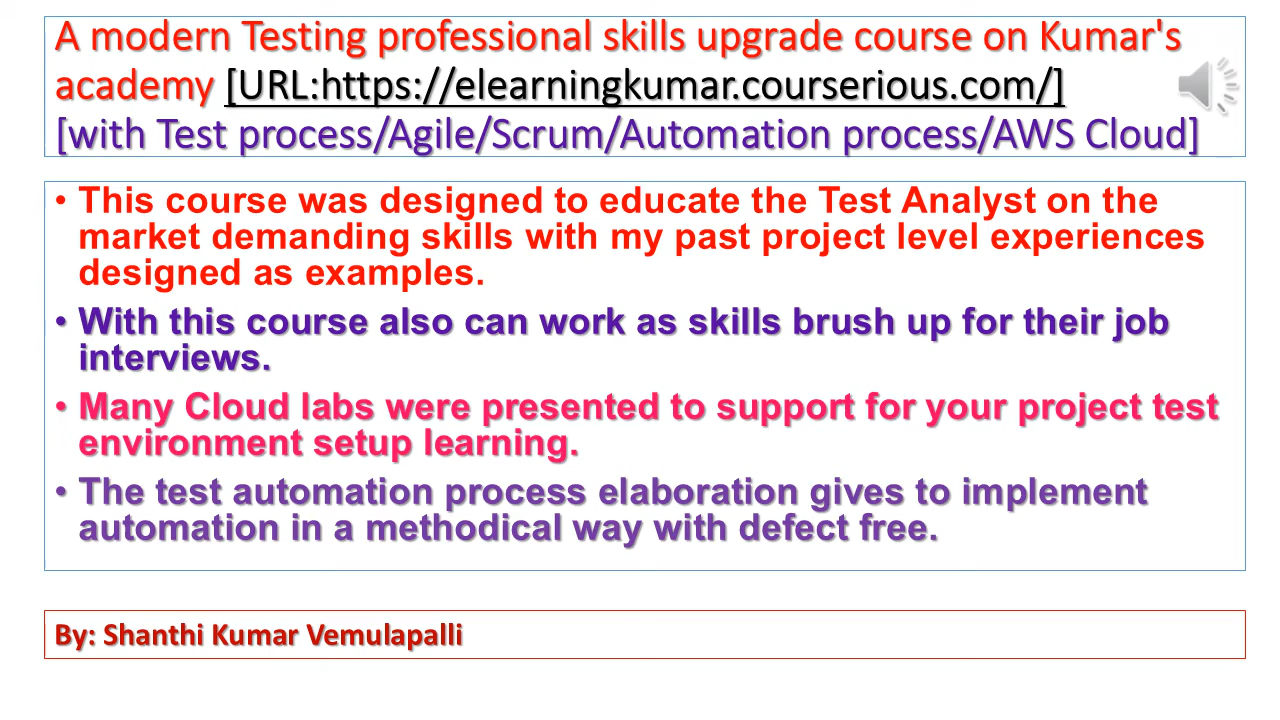 A modern Testing professional skills upgrade course on Kumar's
academy [URL:https://elearningkumar.courserious.com/]
[with Test process/Agile/Scrum/Automation process/AWS Cloud]
• This course was designed to educate the Test Analyst on the
market demanding skills with my past project level experiences
designed as examples.
• With this course also can work as skills brush up for their job
interviews.
• Many Cloud labs were presented to support for your project test
environment setup learning.
• The test automation process elaboration gives to implement
automation in a methodical way with defect free.
By: Shanthi Kumar Vemulapalli